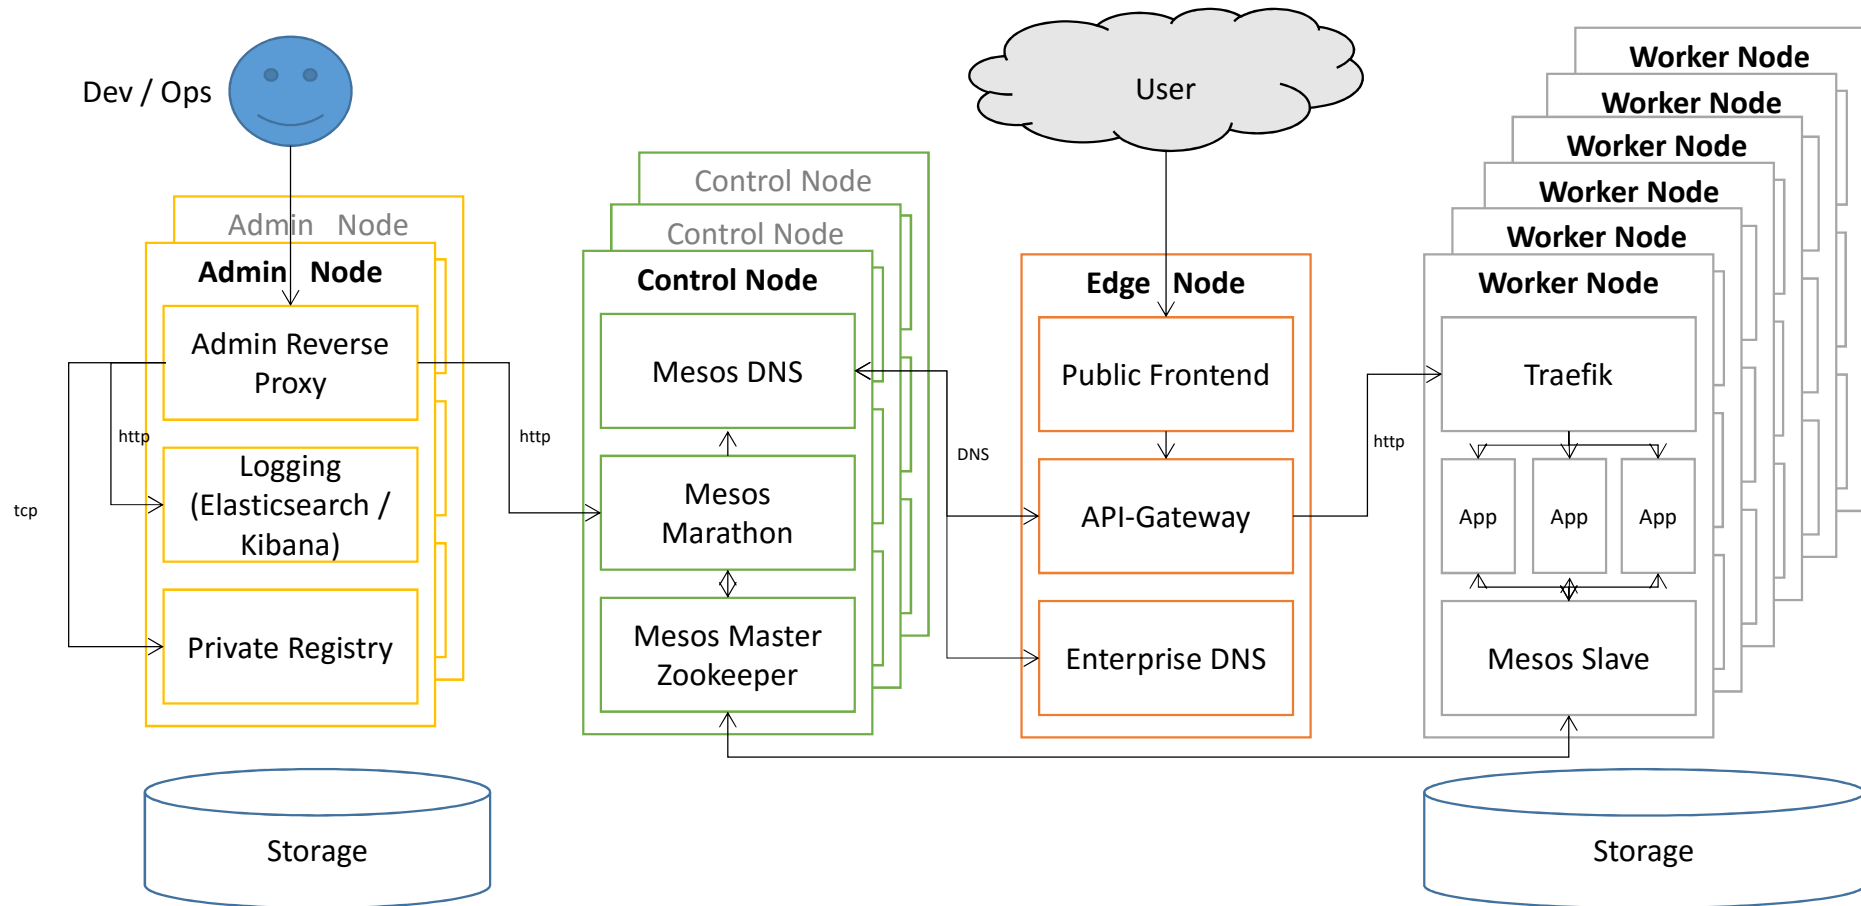 Dev / Ops
User
Worker Node
Worker Node
Worker Node
Worker Node
Worker Node
Worker Node
Control Node
Control Node
Control Node
Admin Node
Admin Node
Edge Node
Admin Reverse
Proxy
http
tcp
Logging
(Elasticsearch /
Kibana)
Private Registry
http
Mesos DNS
Mesos
Marathon
Mesos Master
Zookeeper
DNS
Public Frontend
API-Gateway
Enterprise DNS
http
Traefik
App
App
App
Mesos Slave
Storage
Storage